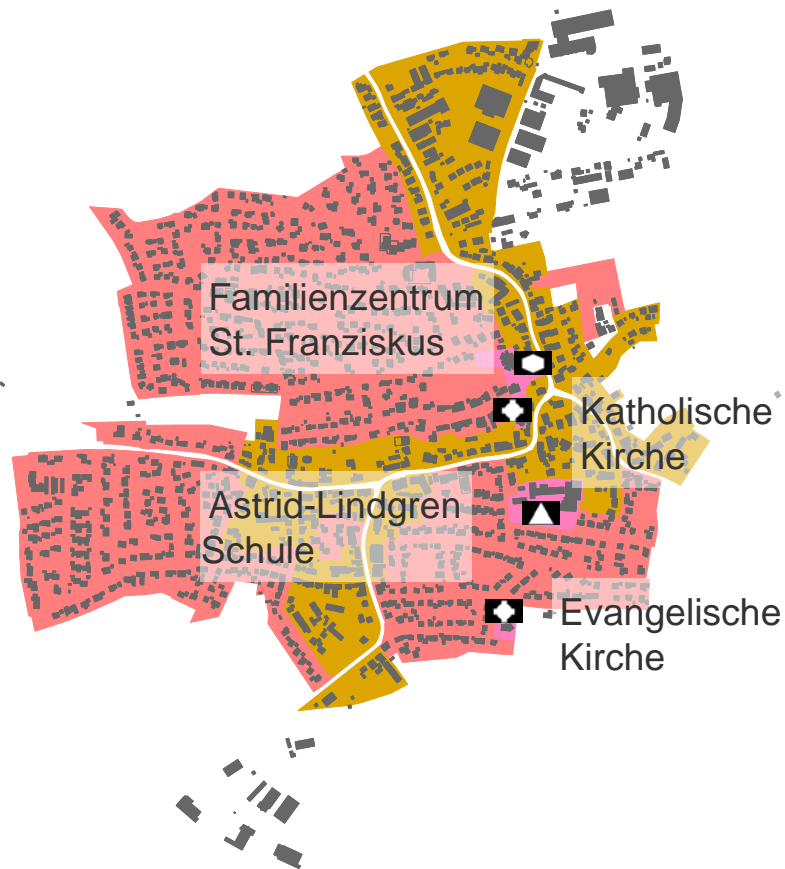 Familienzentrum
St. Franziskus
Katholische
Kirche
Astrid-Lindgren
Schule
Evangelische
Kirche